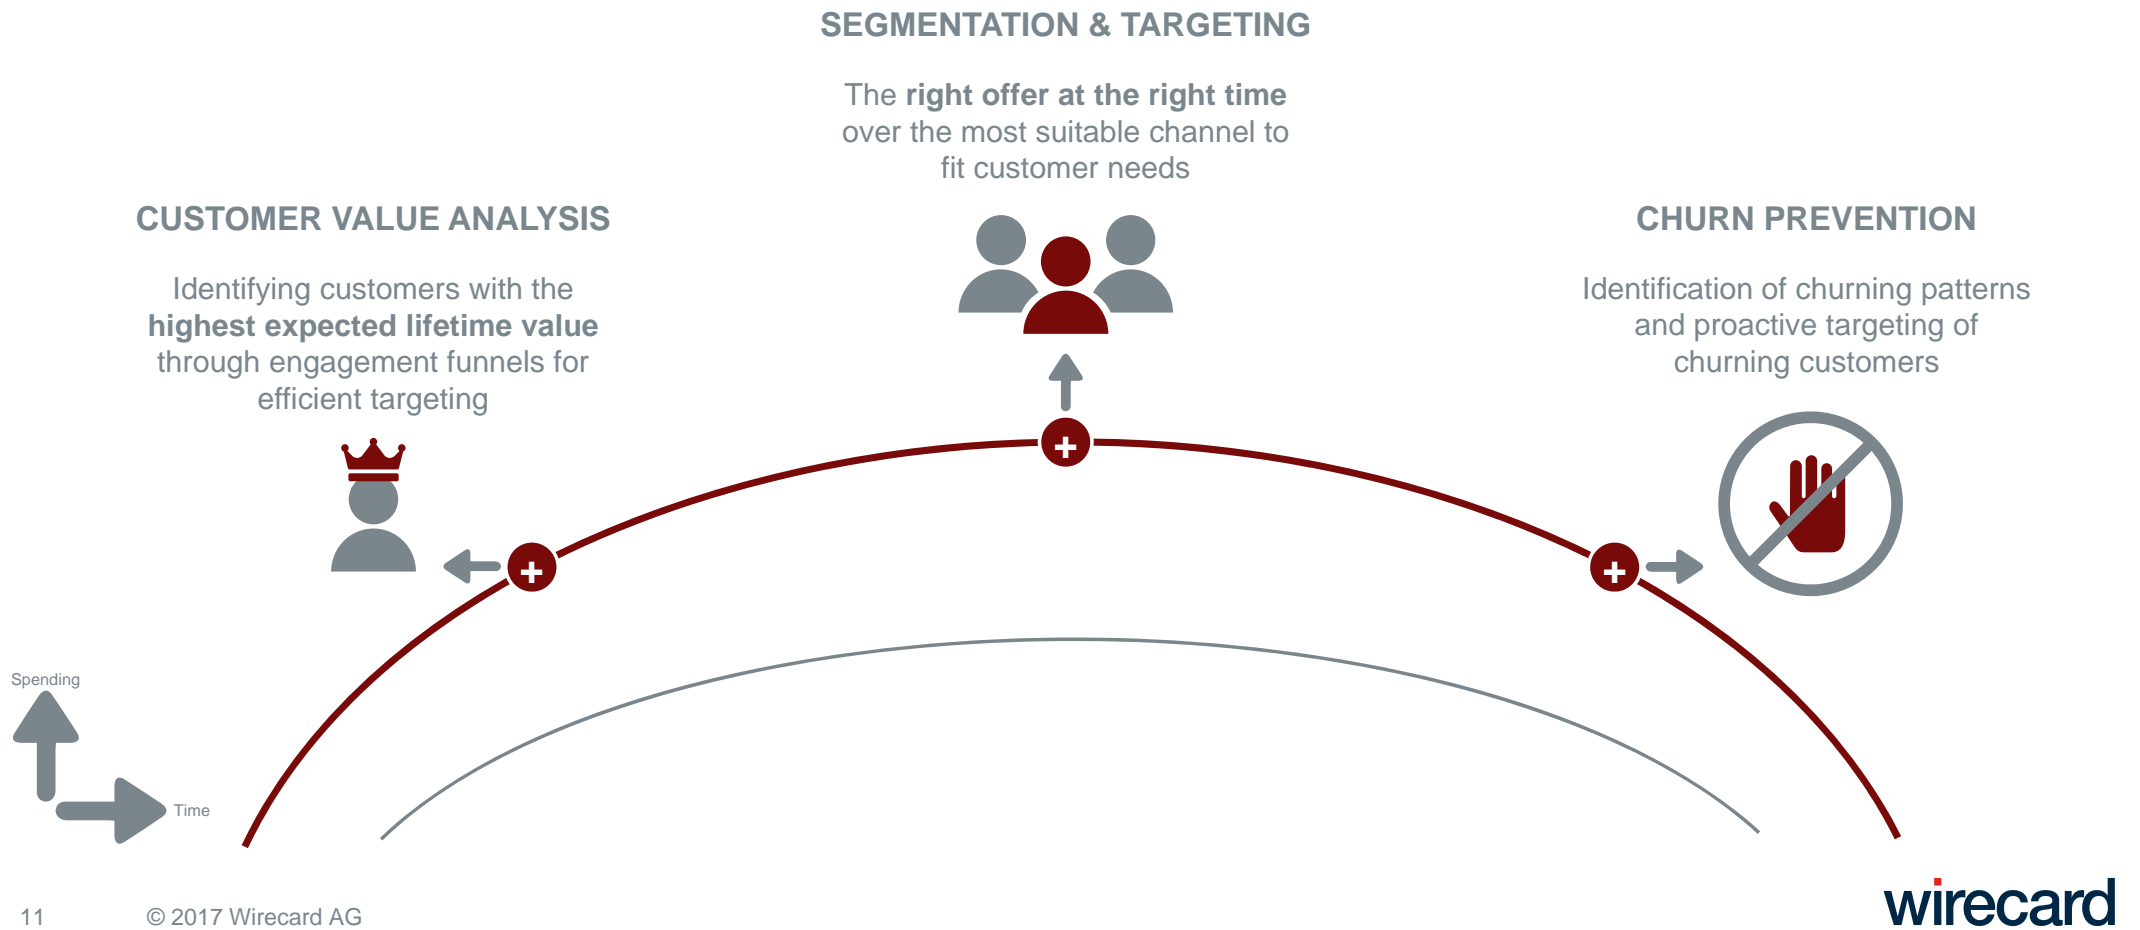 SEGMENTATION & TARGETING
The right offer at the right time
over the most suitable channel to
fit customer needs
CUSTOMER VALUE ANALYSIS
Identifying customers with the
highest expected lifetime value
through engagement funnels for
efficient targeting
CHURN PREVENTION
Identification of churning patterns
and proactive targeting of
churning customers
Spending
Time
11
© 2017 Wirecard AG
wirecard